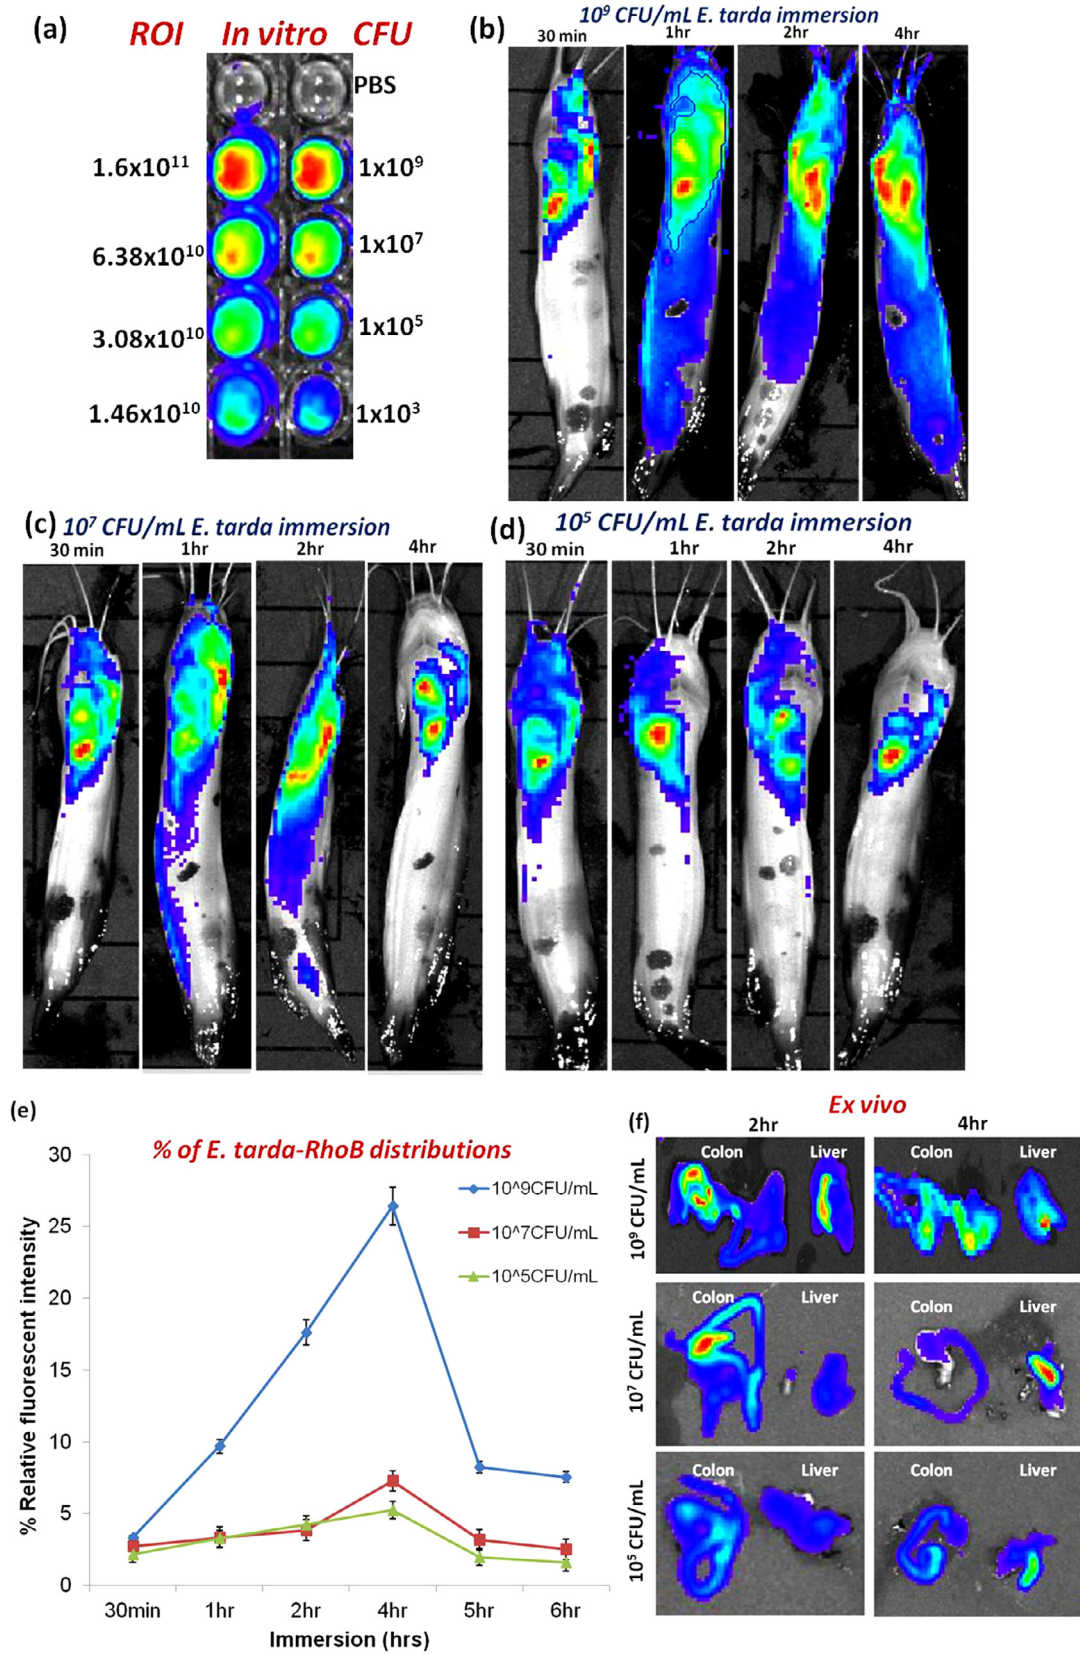 (a) ROI In vitro CFU
PBS
1.6x10¹¹ 1x10⁹
6.38x10¹⁰ 1x10⁷
3.08x10¹⁰ 1x10⁵
1.46x10¹⁰ 1x10³
(b) 10⁹ CFU/mL E. tarda immersion
30 min 1hr 2hr 4hr
(c) 10⁷ CFU/mL E. tarda immersion
30 min 1hr 2hr 4hr
(d) 10⁵ CFU/mL E. tarda immersion
30 min 1hr 2hr 4hr
(e)
% of E. tarda-RhoB distributions
10^9CFU/mL
10^7CFU/mL
10^5CFU/mL
% Relative fluorescent intensity
30
25
20
15
10
5
0
30min 1hr 2hr 4hr 5hr 6hr
Immersion (hrs)
(f) Ex vivo
2hr 4hr
10⁹ CFU/mL
Colon Liver Colon Liver
10⁷ CFU/mL
Colon Liver Colon Liver
10⁵ CFU/mL
Colon Liver Colon Liver